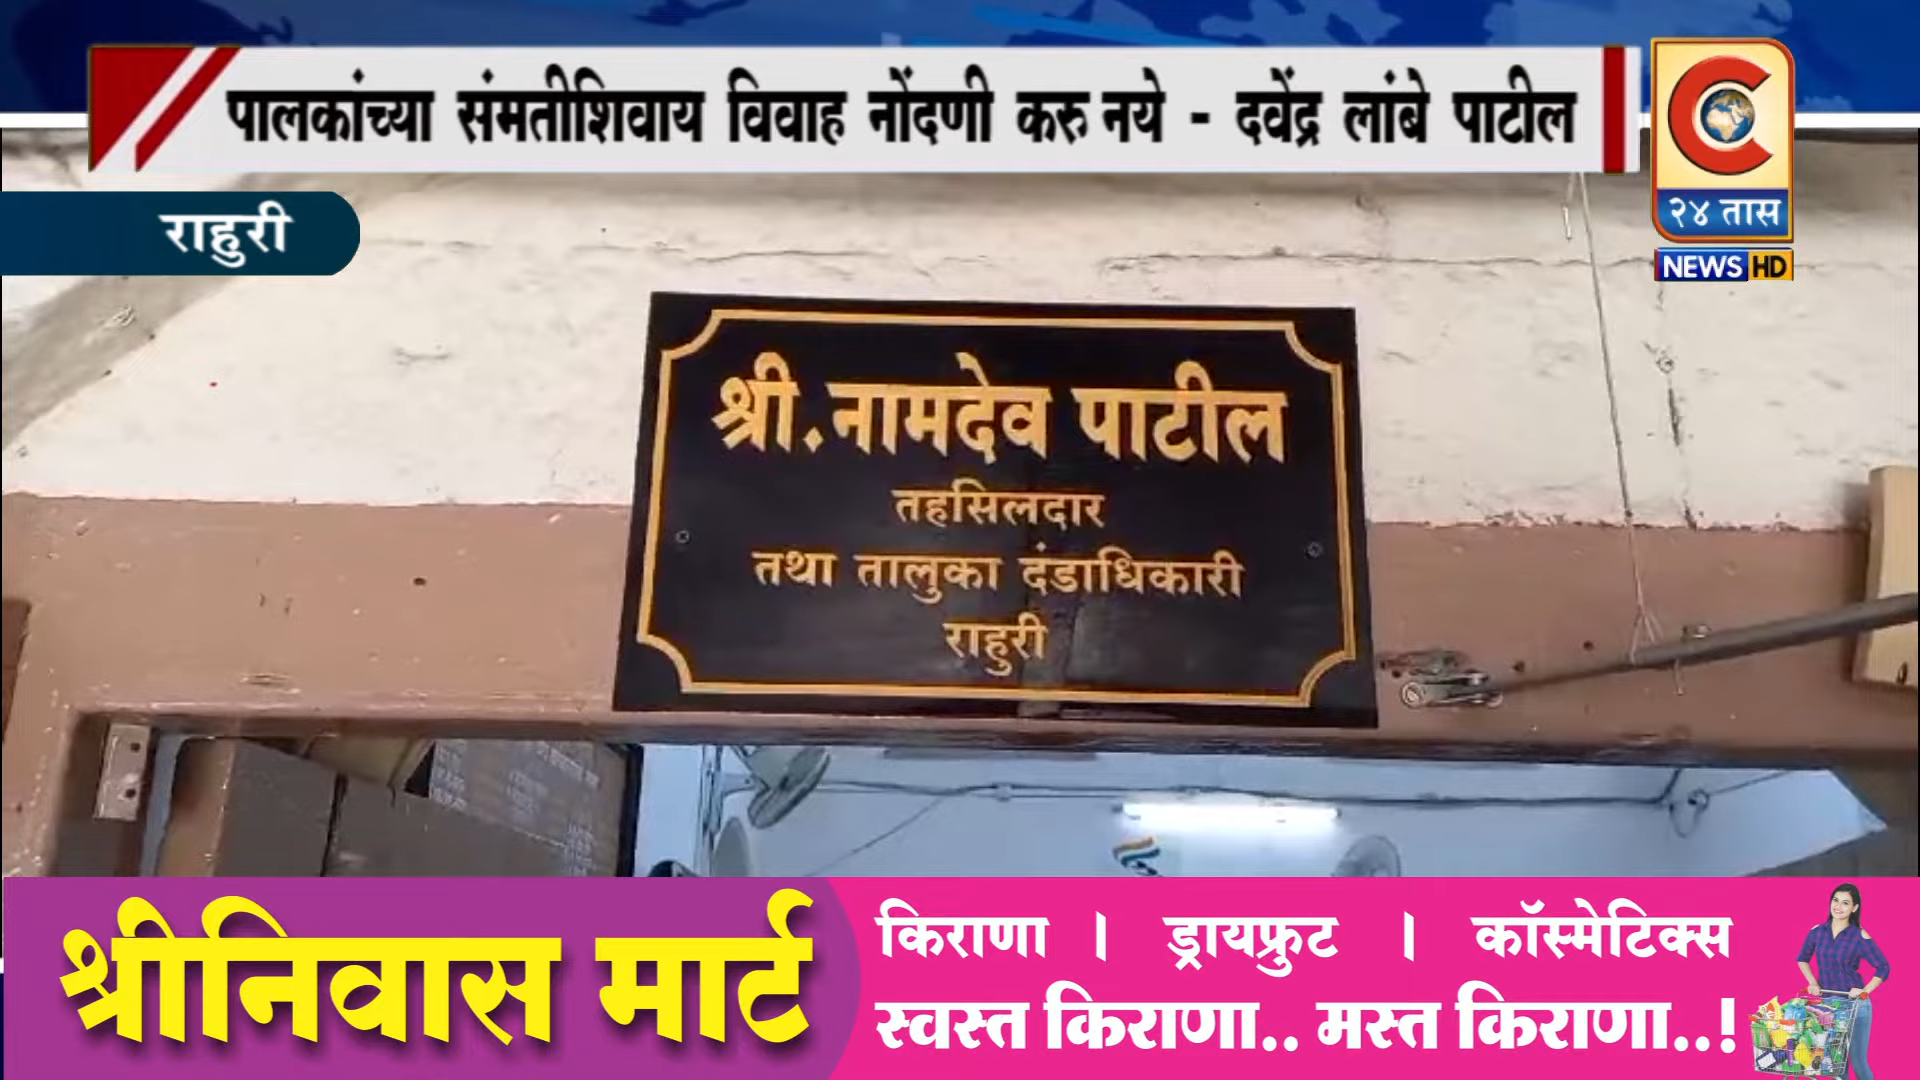 पालकांच्या संमतीशिवाय विवाह नोंदणी करु नये - दवेंद्र लांबे पाटील
राहुरी
२४ तास
NEWS HD
श्री.नामदेव पाटील
तहसिलदार
तथा तालुका दंडाधिकारी
राहुरी
श्रीनिवास मार्ट
किराणा । ड्रायफ्रुट । कॉस्मेटिक्स
स्वस्त किराणा.. मस्त किराणा..!